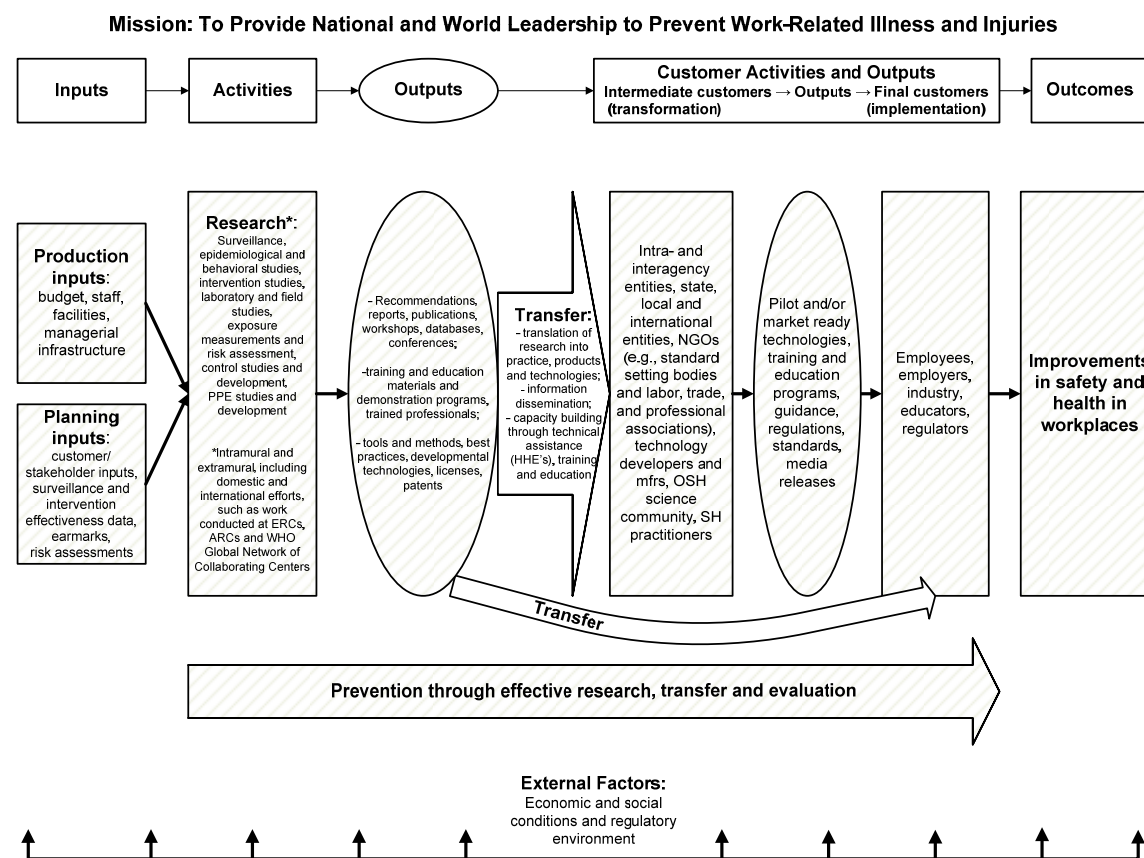 Mission: To Provide National and World Leadership to Prevent Work-Related Illness and Injuries
Inputs
Activities
Outputs
Customer Activities and Outputs
Intermediate customers → Outputs → Final customers
(transformation) (implementation)
Outcomes
Production
inputs:
budget, staff,
facilities,
managerial
infrastructure
Planning
inputs:
customer/
stakeholder inputs,
surveillance and
intervention
effectiveness data,
earmarks,
risk assessments
Research*:
Surveillance,
epidemiological and
behavioral studies,
intervention studies,
laboratory and field
studies,
exposure
measurements and
risk assessment,
control studies and
development,
PPE studies and
development
*Intramural and
extramural, including
domestic and
international efforts,
such as work
conducted at ERCs,
ARCs and WHO
Global Network of
Collaborating Centers
- Recommendations,
reports, publications,
workshops, databases,
conferences;
-training and education
materials and
demonstration programs,
trained professionals;
- tools and methods, best
practices, developmental
technologies, licenses,
patents
Transfer:
- translation of
research into
practice, products
and technologies;
- information
dissemination;
- capacity building
through technical
assistance
(HHE's), training
and education
Intra- and
interagency
entities, state,
local and
international
entities, NGOs
(e.g., standard
setting bodies
and labor, trade,
and professional
associations),
technology
developers and
mfrs, OSH
science
community, SH
practitioners
Pilot and/or
market ready
technologies,
training and
education
programs,
guidance,
regulations,
standards,
media
releases
Employees,
employers,
industry,
educators,
regulators
Improvements
in safety and
health in
workplaces
Transfer
Prevention through effective research, transfer and evaluation
External Factors:
Economic and social
conditions and regulatory
environment